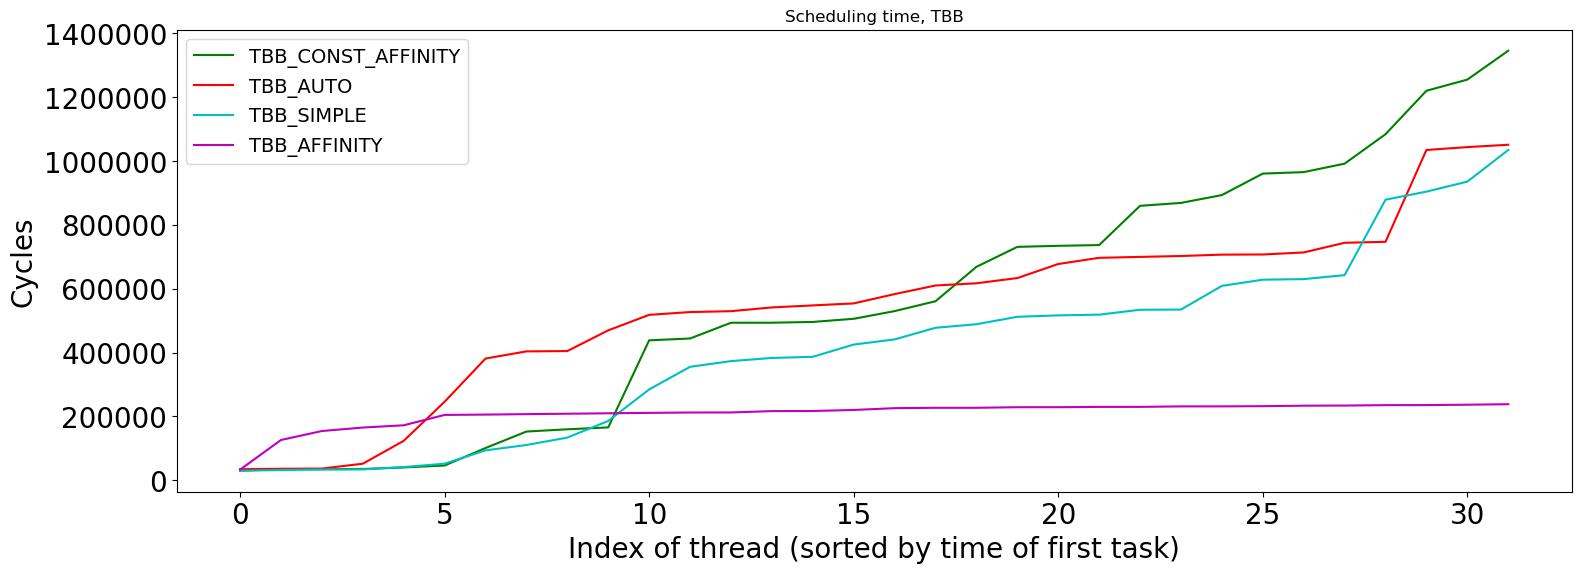 Scheduling time, TBB
1400000
1200000
1000000
800000
600000
400000
200000
0
Cycles
TBB_CONST_AFFINITY
TBB_AUTO
TBB_SIMPLE
TBB_AFFINITY
0 5 10 15 20 25 30
Index of thread (sorted by time of first task)